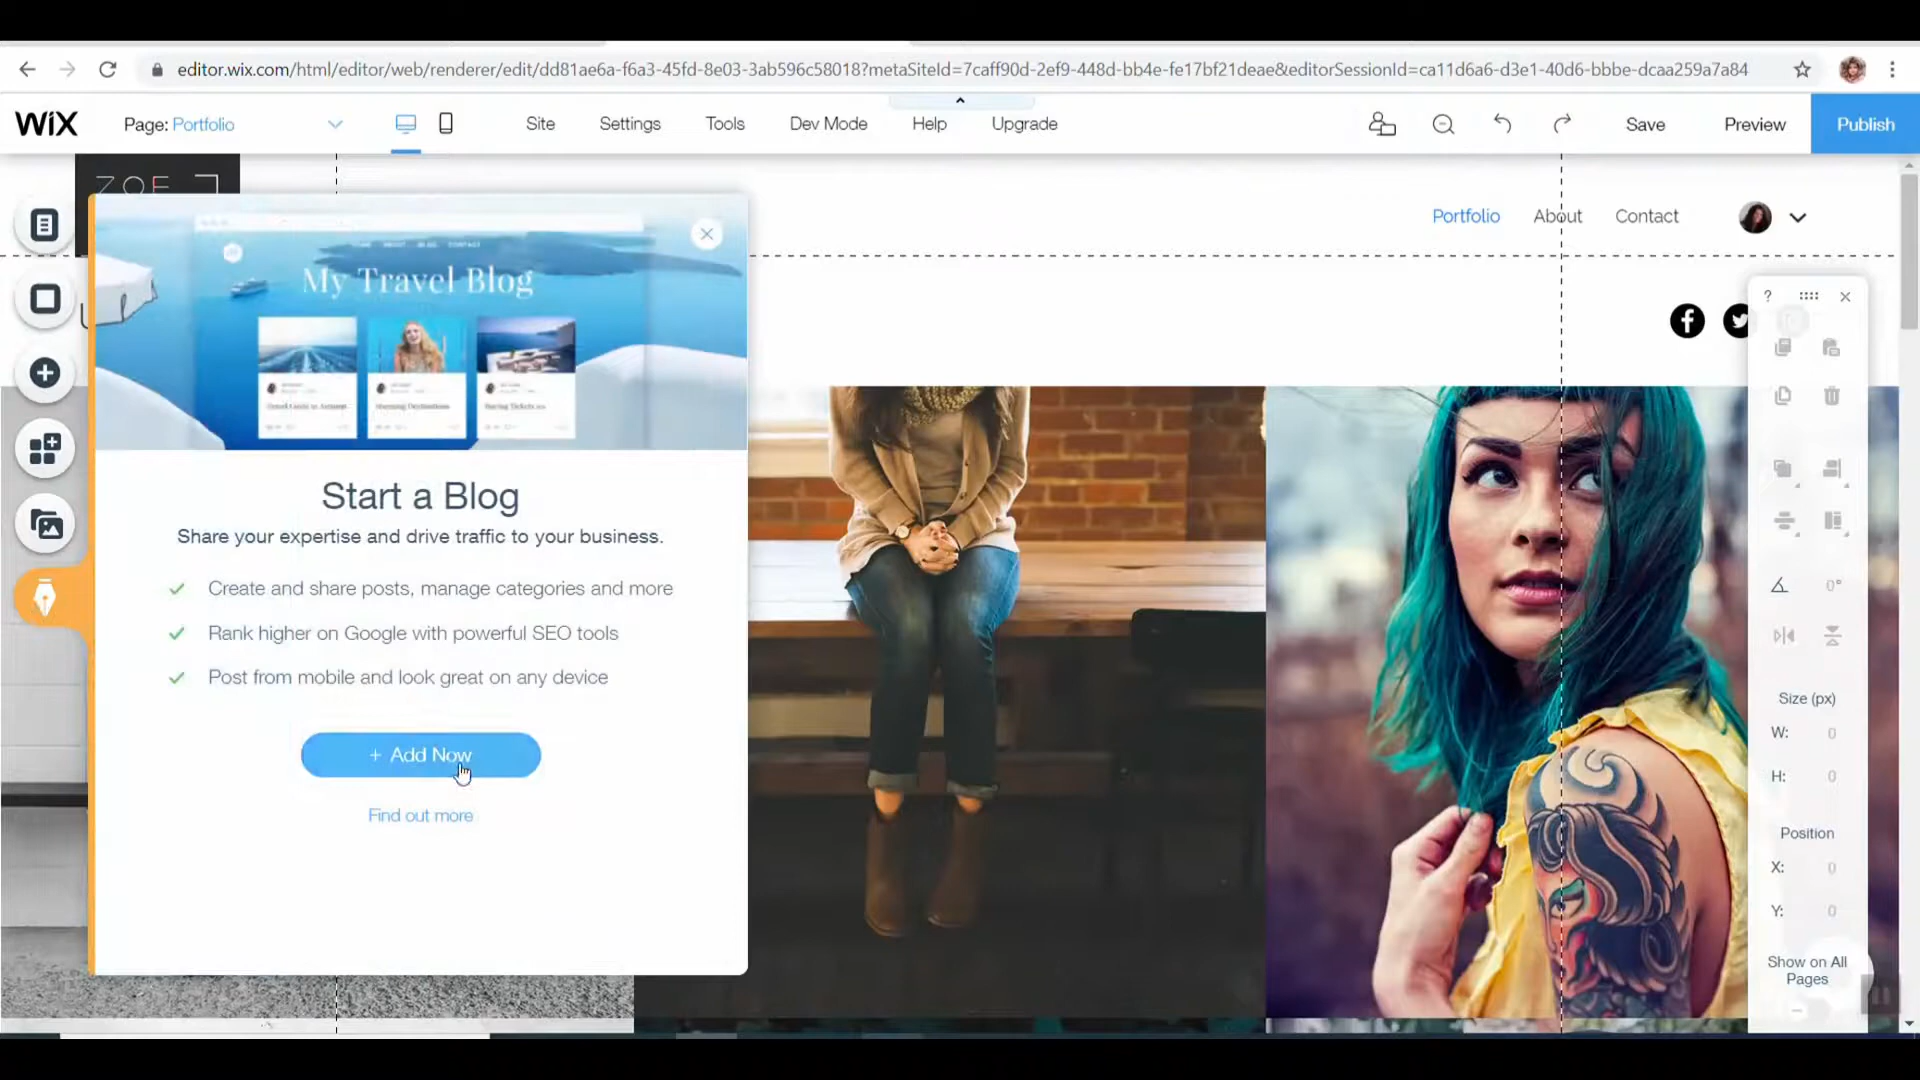 editor.wix.com/html/editor/web/renderer/edit/dd81ae6a-f6a3-45fd-8e03-3ab596c58018?metaSiteId=7caff90d-2ef9-448d-bb4e-fe17bf21deae&editorSessionId=ca11d6a6-d3e1-40d6-bbbe-dcaa259a7a84
WiX Page: Portfolio Site Settings Tools Dev Mode Help Upgrade Save Preview Publish
ZOE
Portfolio About Contact
ABOUT BLOG CONTACT
My Travel Blog
Start a Blog
Share your expertise and drive traffic to your business.
Create and share posts, manage categories and more
Rank higher on Google with powerful SEO tools
Post from mobile and look great on any device
+ Add Now
Find out more
?
0°
Size (px)
W: 0
H: 0
Position
X: 0
Y: 0
Show on All
Pages